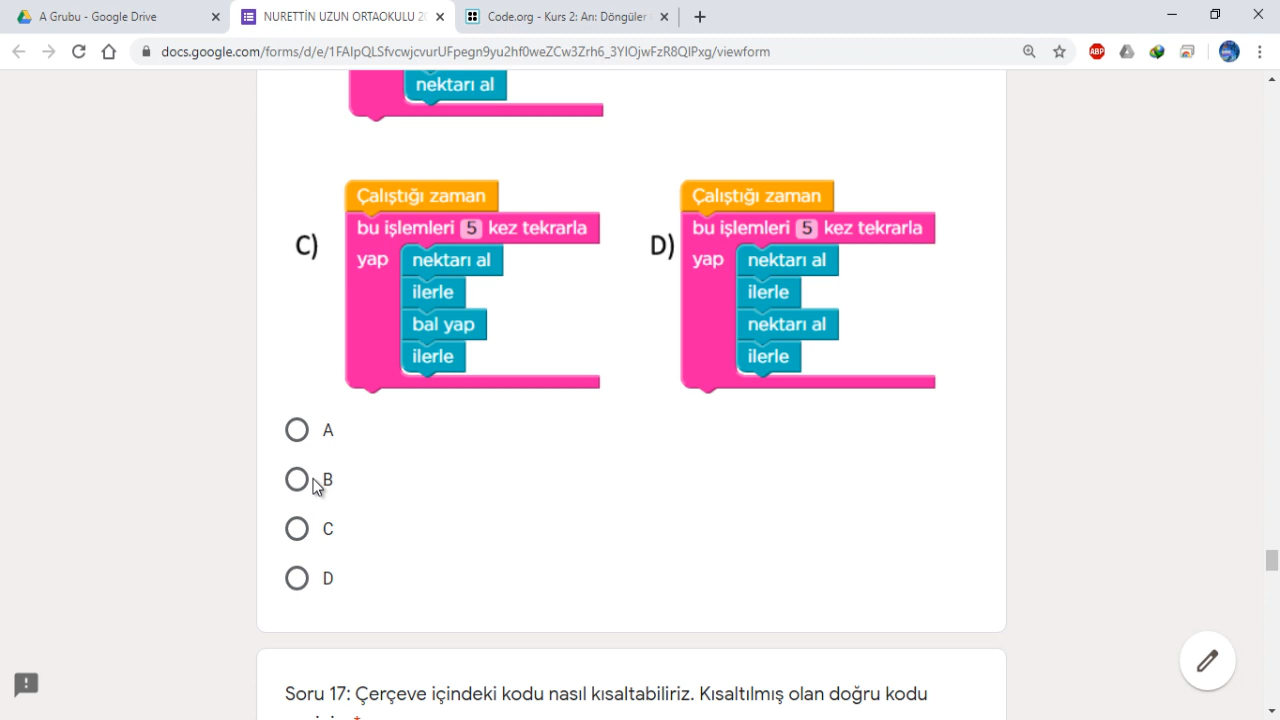 A Grubu - Google Drive
NURETTİN UZUN ORTAOKULU 20
Code.org - Kurs 2: Arı: Döngüler
docs.google.com/forms/d/e/1FAIpQLSfvcwjcvurUFpegn9yu2hf0weZCw3Zrh6_3YIOjwFzR8QIPxg/viewform
ABP
nektarı al
C)
Çalıştığı zaman
bu işlemleri 5 kez tekrarla
yap nektarı al
ilerle
bal yap
ilerle
D)
Çalıştığı zaman
bu işlemleri 5 kez tekrarla
yap nektarı al
ilerle
nektarı al
ilerle
A
B
C
D
Soru 17: Çerçeve içindeki kodu nasıl kısaltabiliriz. Kısaltılmış olan doğru kodu
*